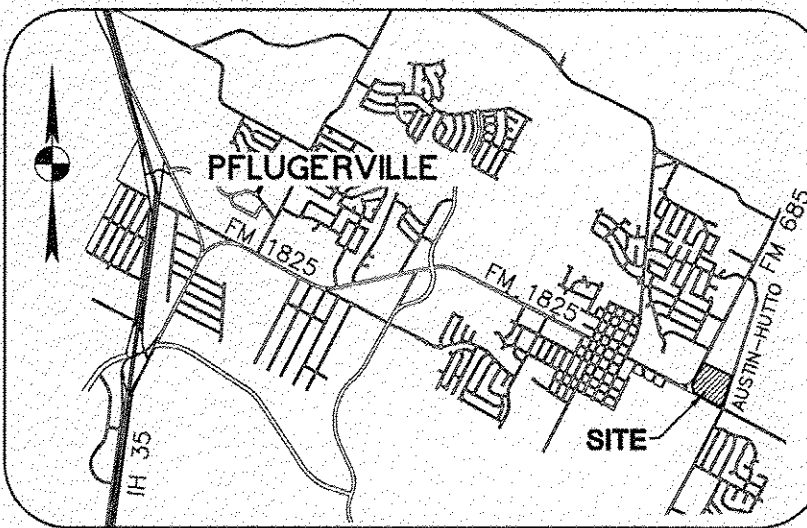 PFLUGERVILLE
FM 1825
FM 1825
AUSTIN-HUTTO FM 685
SITE
IH 35